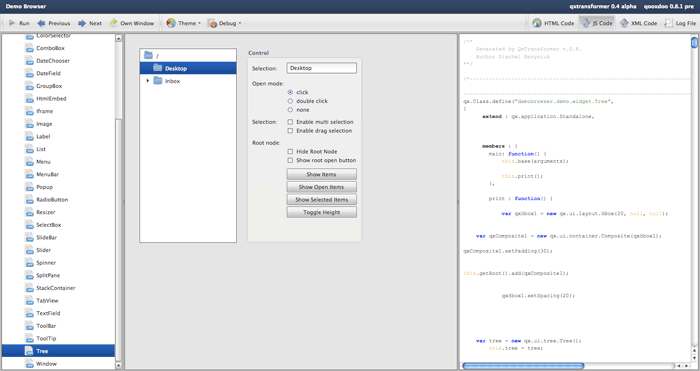 Demo Browser
qxtransformer 0.4 alpha qooxdoo 0.8.1 pre
Run Previous Next Own Window Theme Debug HTML Code JS Code XML Code Log File
ColorSelector
ComboBox
DateChooser
DateField
GroupBox
HtmlEmbed
Iframe
Image
Label
List
Menu
MenuBar
Popup
RadioButton
Resizer
SelectBox
SlideBar
Slider
Spinner
SplitPane
StackContainer
TabView
TextField
ToolBar
ToolTip
Tree
Window
/
Desktop
Inbox
Control
Selection: Desktop
Open mode:
click
double click
none
Selection: Enable multi selection
Enable drag selection
Root node:
Hide Root Node
Show root open button
Show Items
Show Open Items
Show Selected Items
Toggle Height
/**
Generated by QxTransformer v.0.8.
**/
qx.Class.define("demobrowser.demo.widget.Tree",
{
extend : qx.application.Standalone,
members : {
main: function() {
this.base(arguments);
this.print();
},
print : function() {
var qxHbox1 = new qx.ui.layout.HBox(20, null, null);
var qxComposite1 = new qx.ui.container.Composite(qxHbox1);
qxComposite1.setPadding(30);
this.getRoot().add(qxComposite1);
qxHbox1.setSpacing(20);
var tree = new qx.ui.tree.Tree();
this.tree = tree;